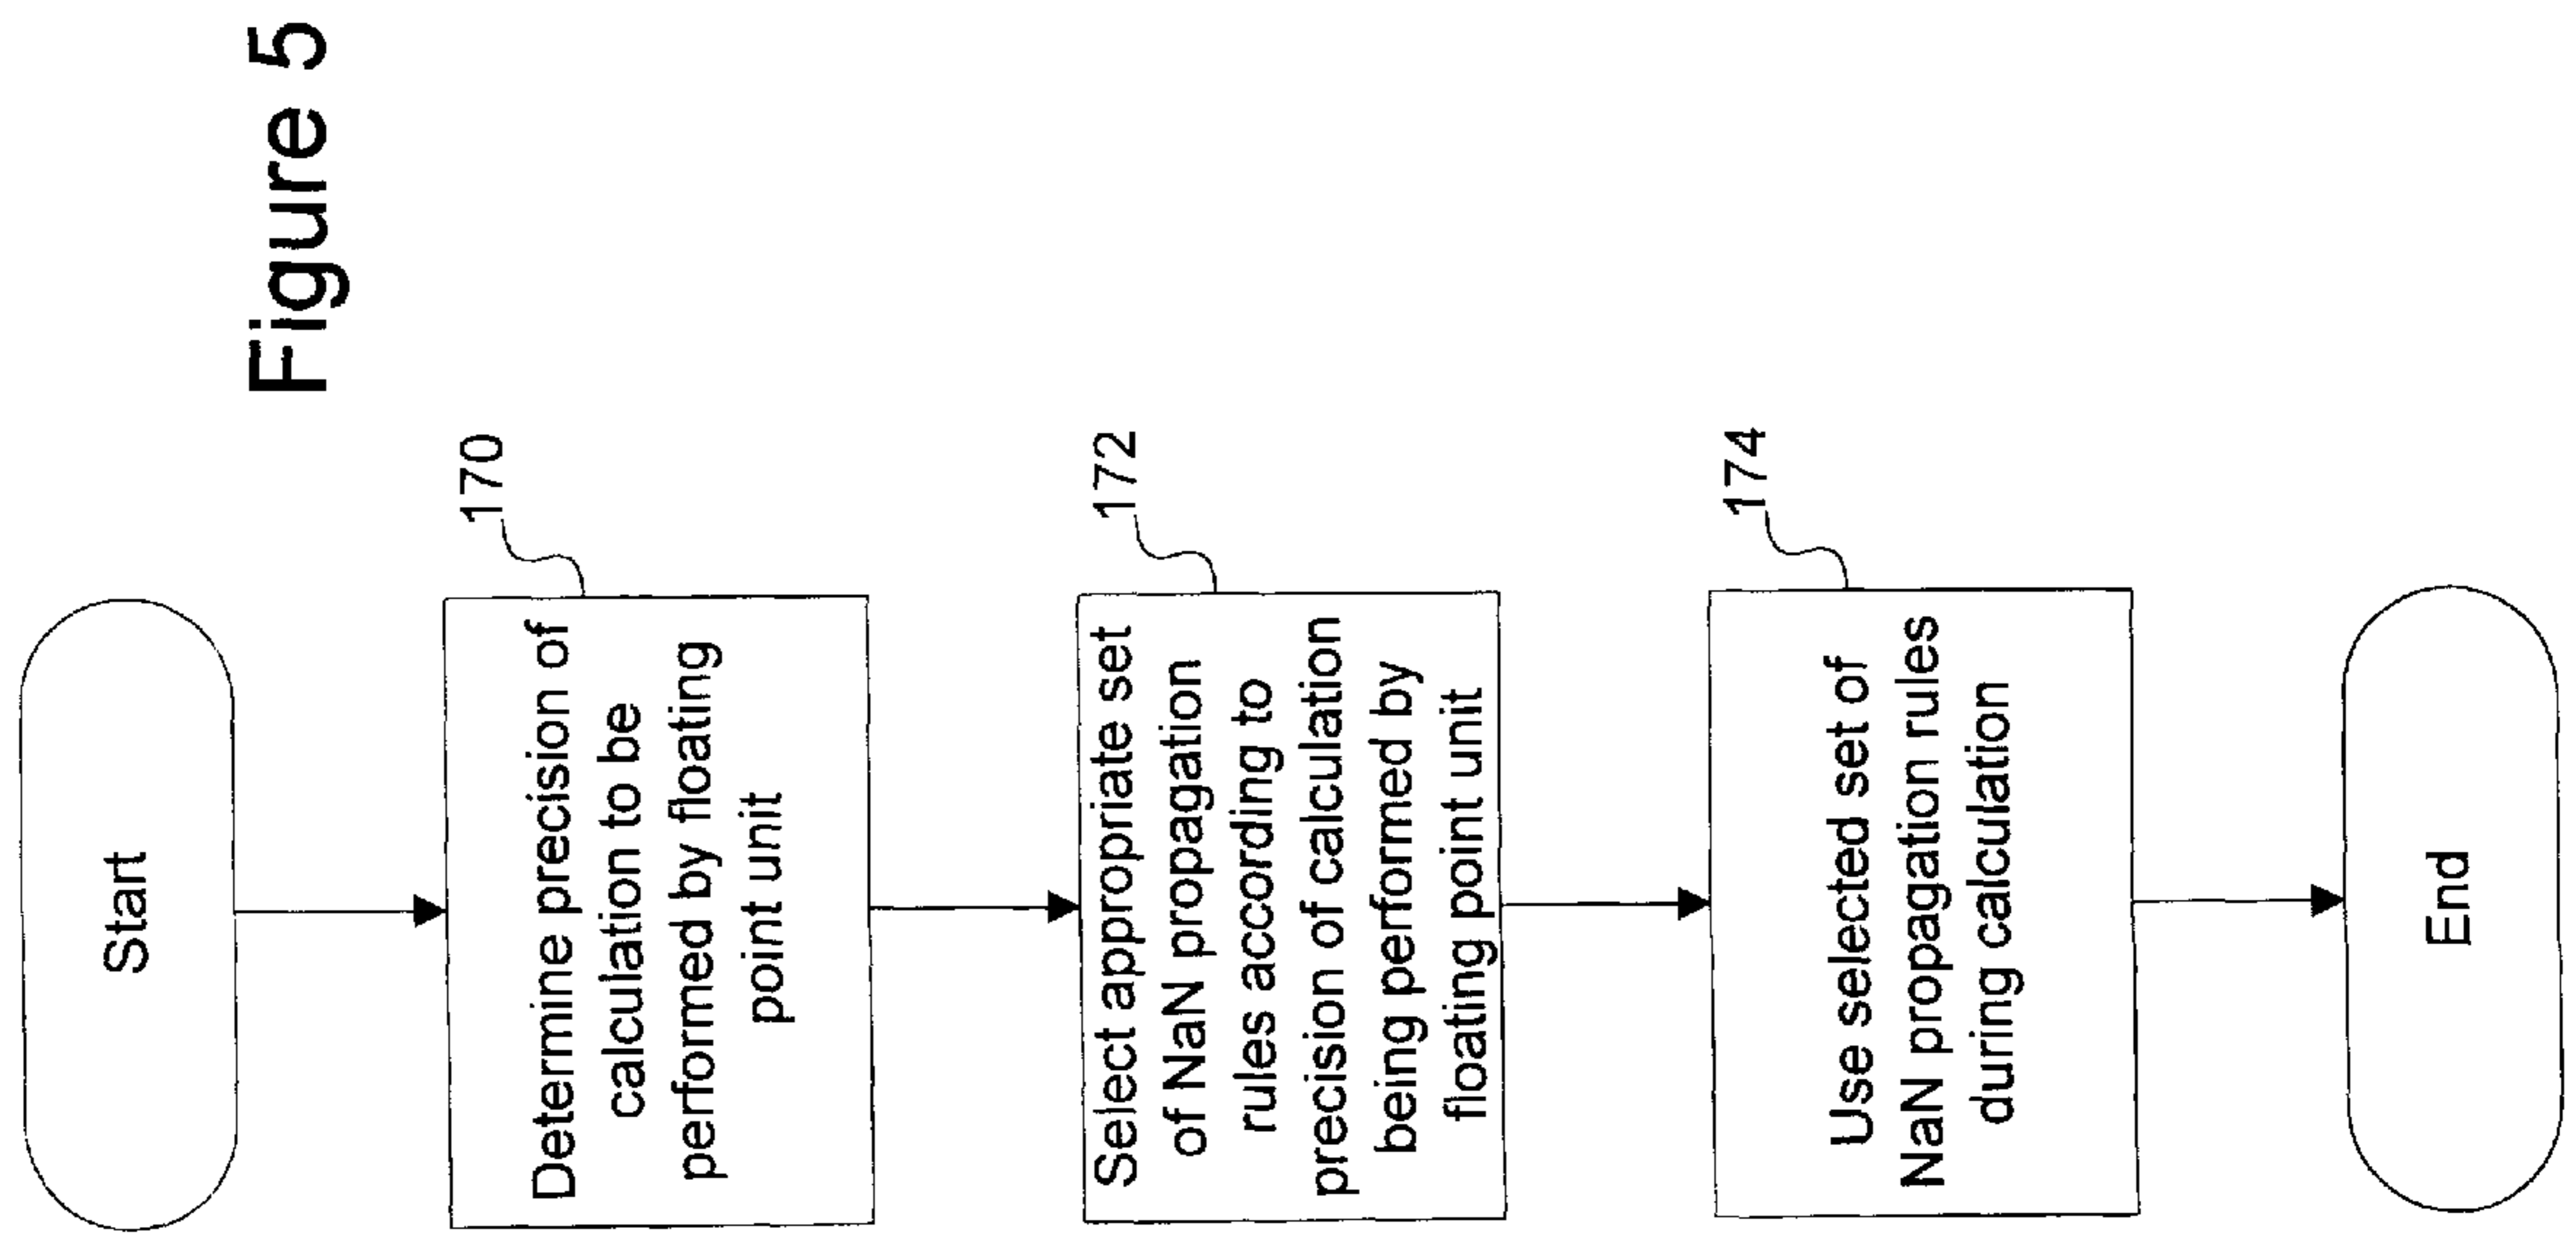 Figure 5
Start
170
Determine precision of
calculation to be
performed by floating
point unit
172
Select appropriate set
of NaN propagation
rules according to
precision of calculation
being performed by
floating point unit
174
Use selected set of
NaN propagation rules
during calculation
End